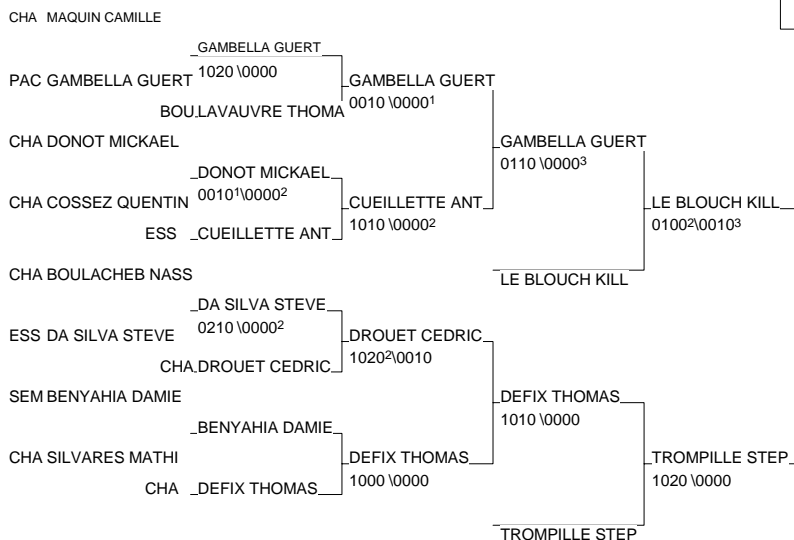 CHA MAQUIN CAMILLE
GAMBELLA GUERT
PAC GAMBELLA GUERT 1020 \0000 GAMBELLA GUERT
0010 \0000¹
BOU LAVAUVRE THOMA
CHA DONOT MICKAEL GAMBELLA GUERT
0110 \0000³
DONOT MICKAEL
CHA COSSEZ QUENTIN 0010¹\0000² CUEILLETTE ANT LE BLOUCH KILL
1010 \0000² 0100²\0010³
ESS CUEILLETTE ANT
CHA BOULACHEB NASS LE BLOUCH KILL
DA SILVA STEVE
0210 \0000²
ESS DA SILVA STEVE DROUET CEDRIC
1020²\0010
CHA DROUET CEDRIC
SEM BENYAHIA DAMIE DEFIX THOMAS
1010 \0000
BENYAHIA DAMIE
CHA SILVARES MATHI DEFIX THOMAS TROMPILLE STEP
1000 \0000 1020 \0000
CHA DEFIX THOMAS
TROMPILLE STEP